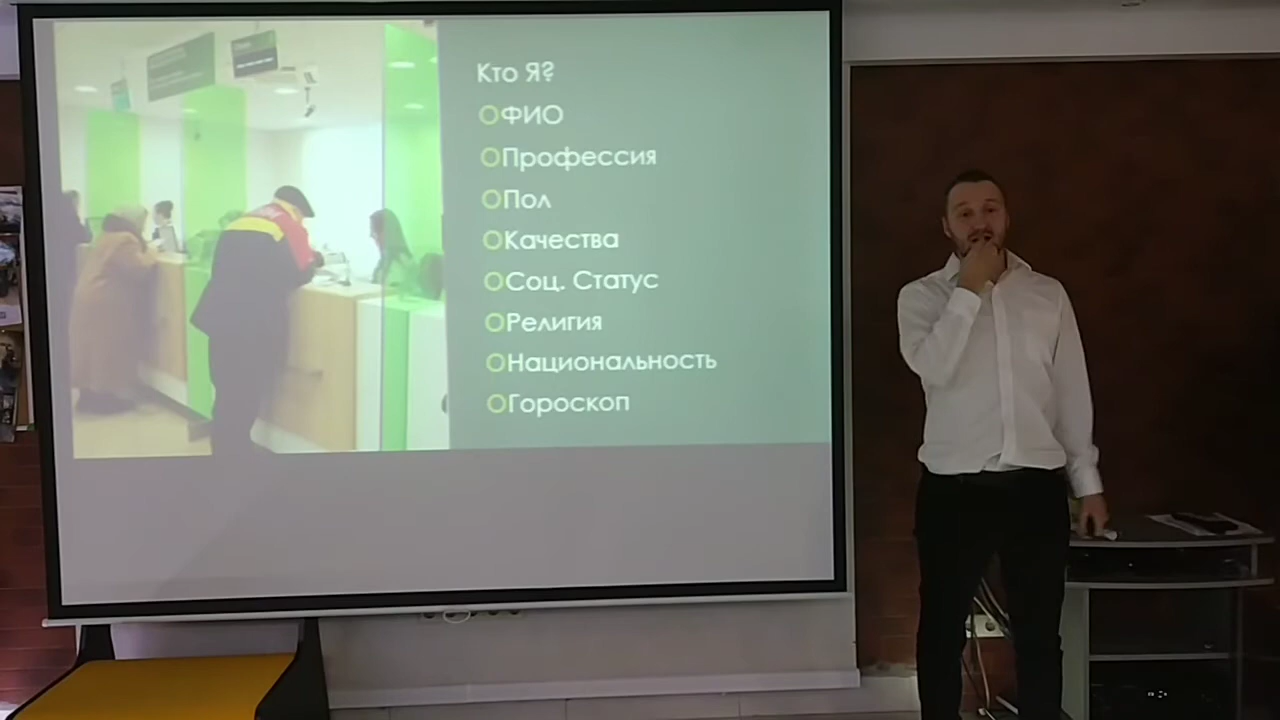 Кто Я?
ФИО
Профессия
Пол
Качества
Соц. Статус
Религия
Национальность
Гороскоп